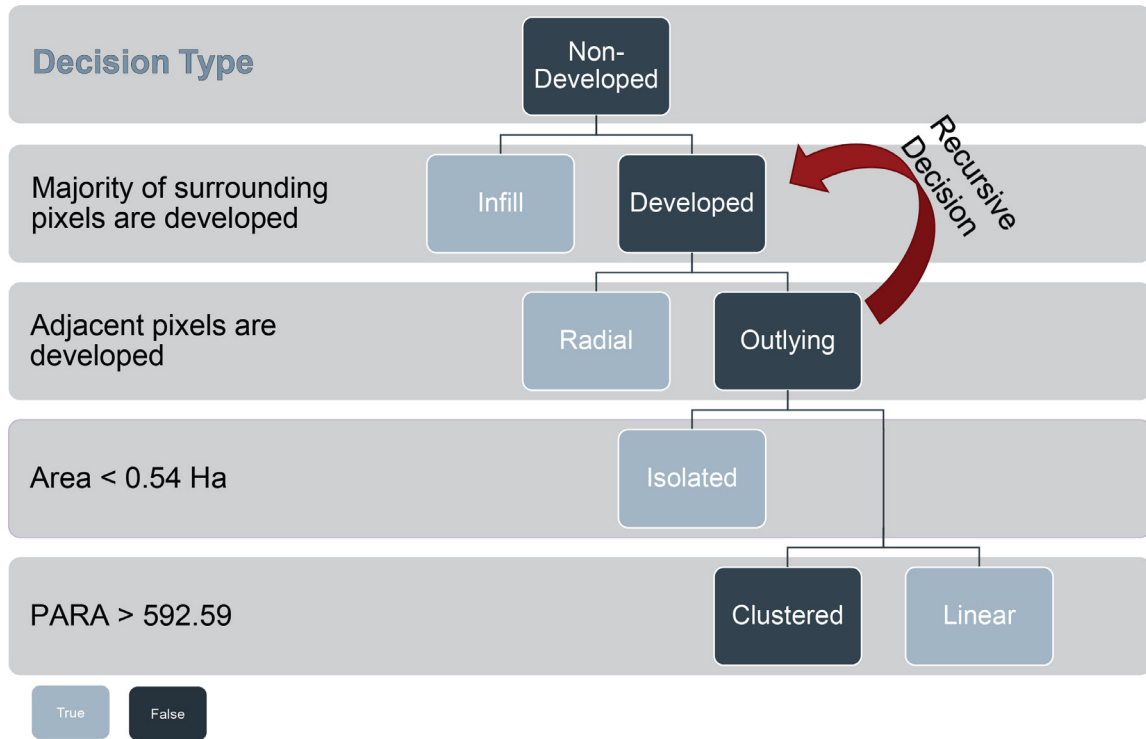 Decision Type
Non-
Developed
Majority of surrounding
pixels are developed
Infill
Developed
Recursive
Decision
Adjacent pixels are
developed
Radial
Outlying
Area < 0.54 Ha
Isolated
PARA > 592.59
Clustered
Linear
True
False